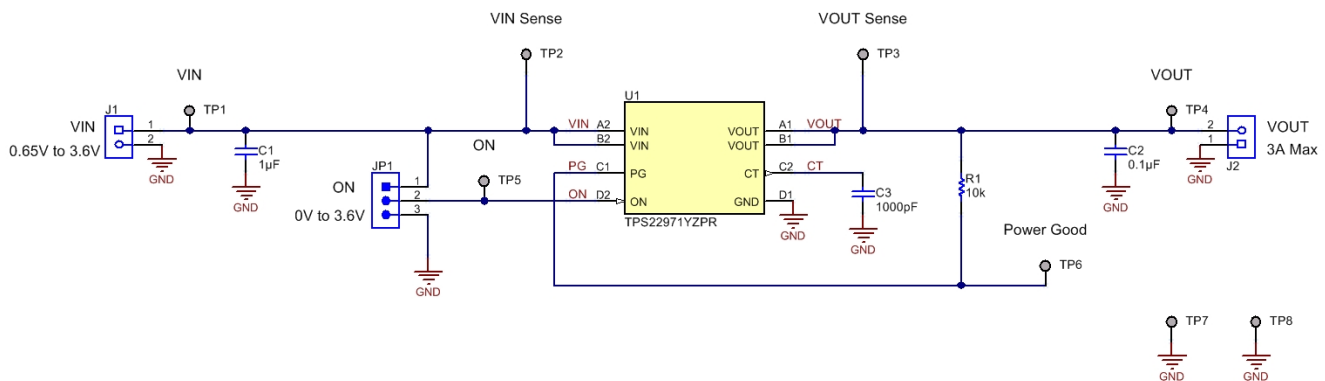 VIN Sense
VOUT Sense
TP2
TP3
VIN
VOUT
TP1
TP4
J1
VIN
0.65V to 3.6V
1
2
GND
C1
1µF
GND
ON
JP1
ON
0V to 3.6V
1
2
3
GND
TP5
U1
VIN A2 VIN
B2 VIN
PG C1 PG
ON D2 ON
VOUT A1 VOUT
VOUT B1
CT C2 CT
GND D1
GND
TPS22971YZPR
C3
1000pF
GND
R1
10k
C2
0.1µF
GND
2
1
GND
J2
VOUT
3A Max
Power Good
TP6
TP7
GND
TP8
GND